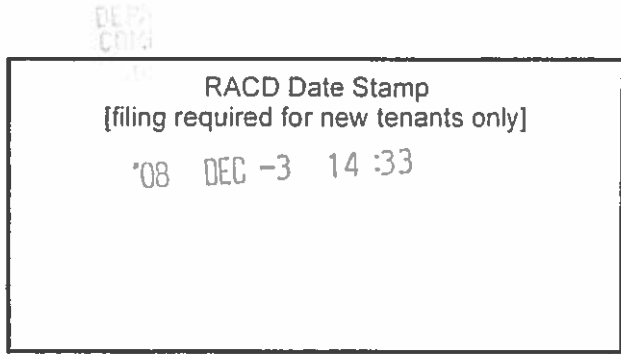 RACD Date Stamp
[filing required for new tenants only]
'08 DEC -3 14:33